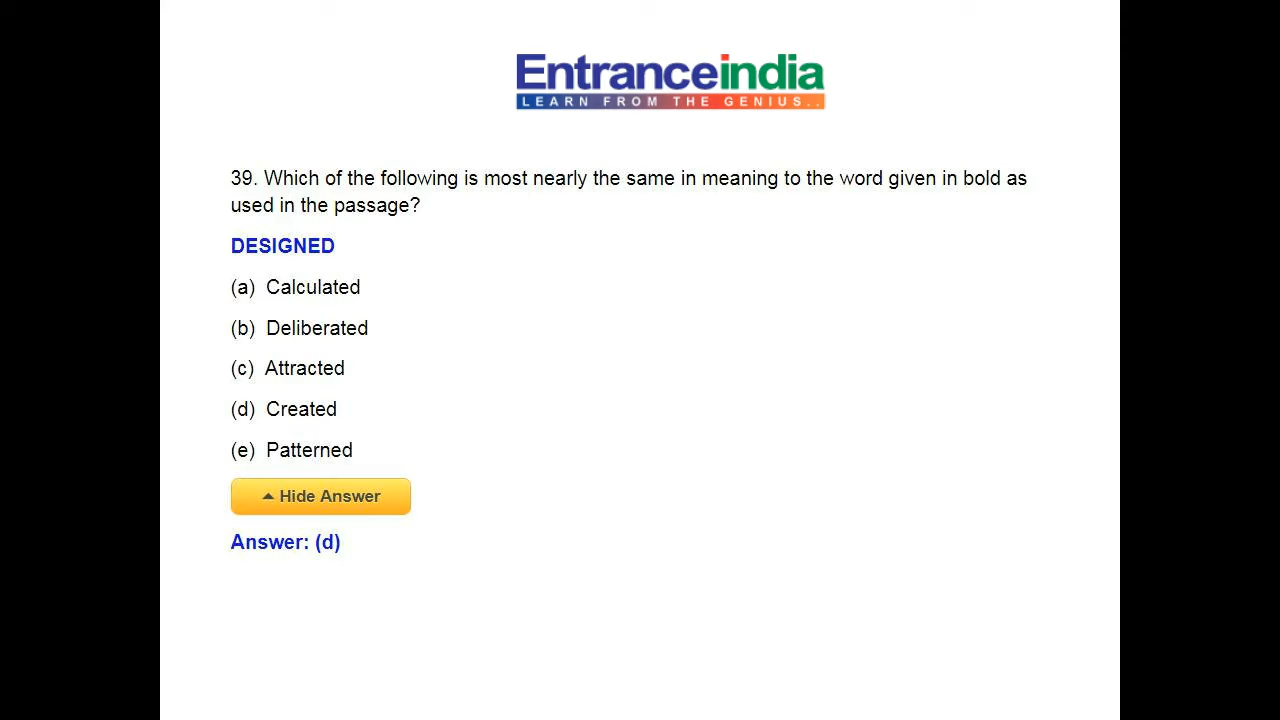 Entranceindia
LEARN FROM THE GENIUS..
39. Which of the following is most nearly the same in meaning to the word given in bold as
used in the passage?
DESIGNED
(a) Calculated
(b) Deliberated
(c) Attracted
(d) Created
(e) Patterned
Hide Answer
Answer: (d)